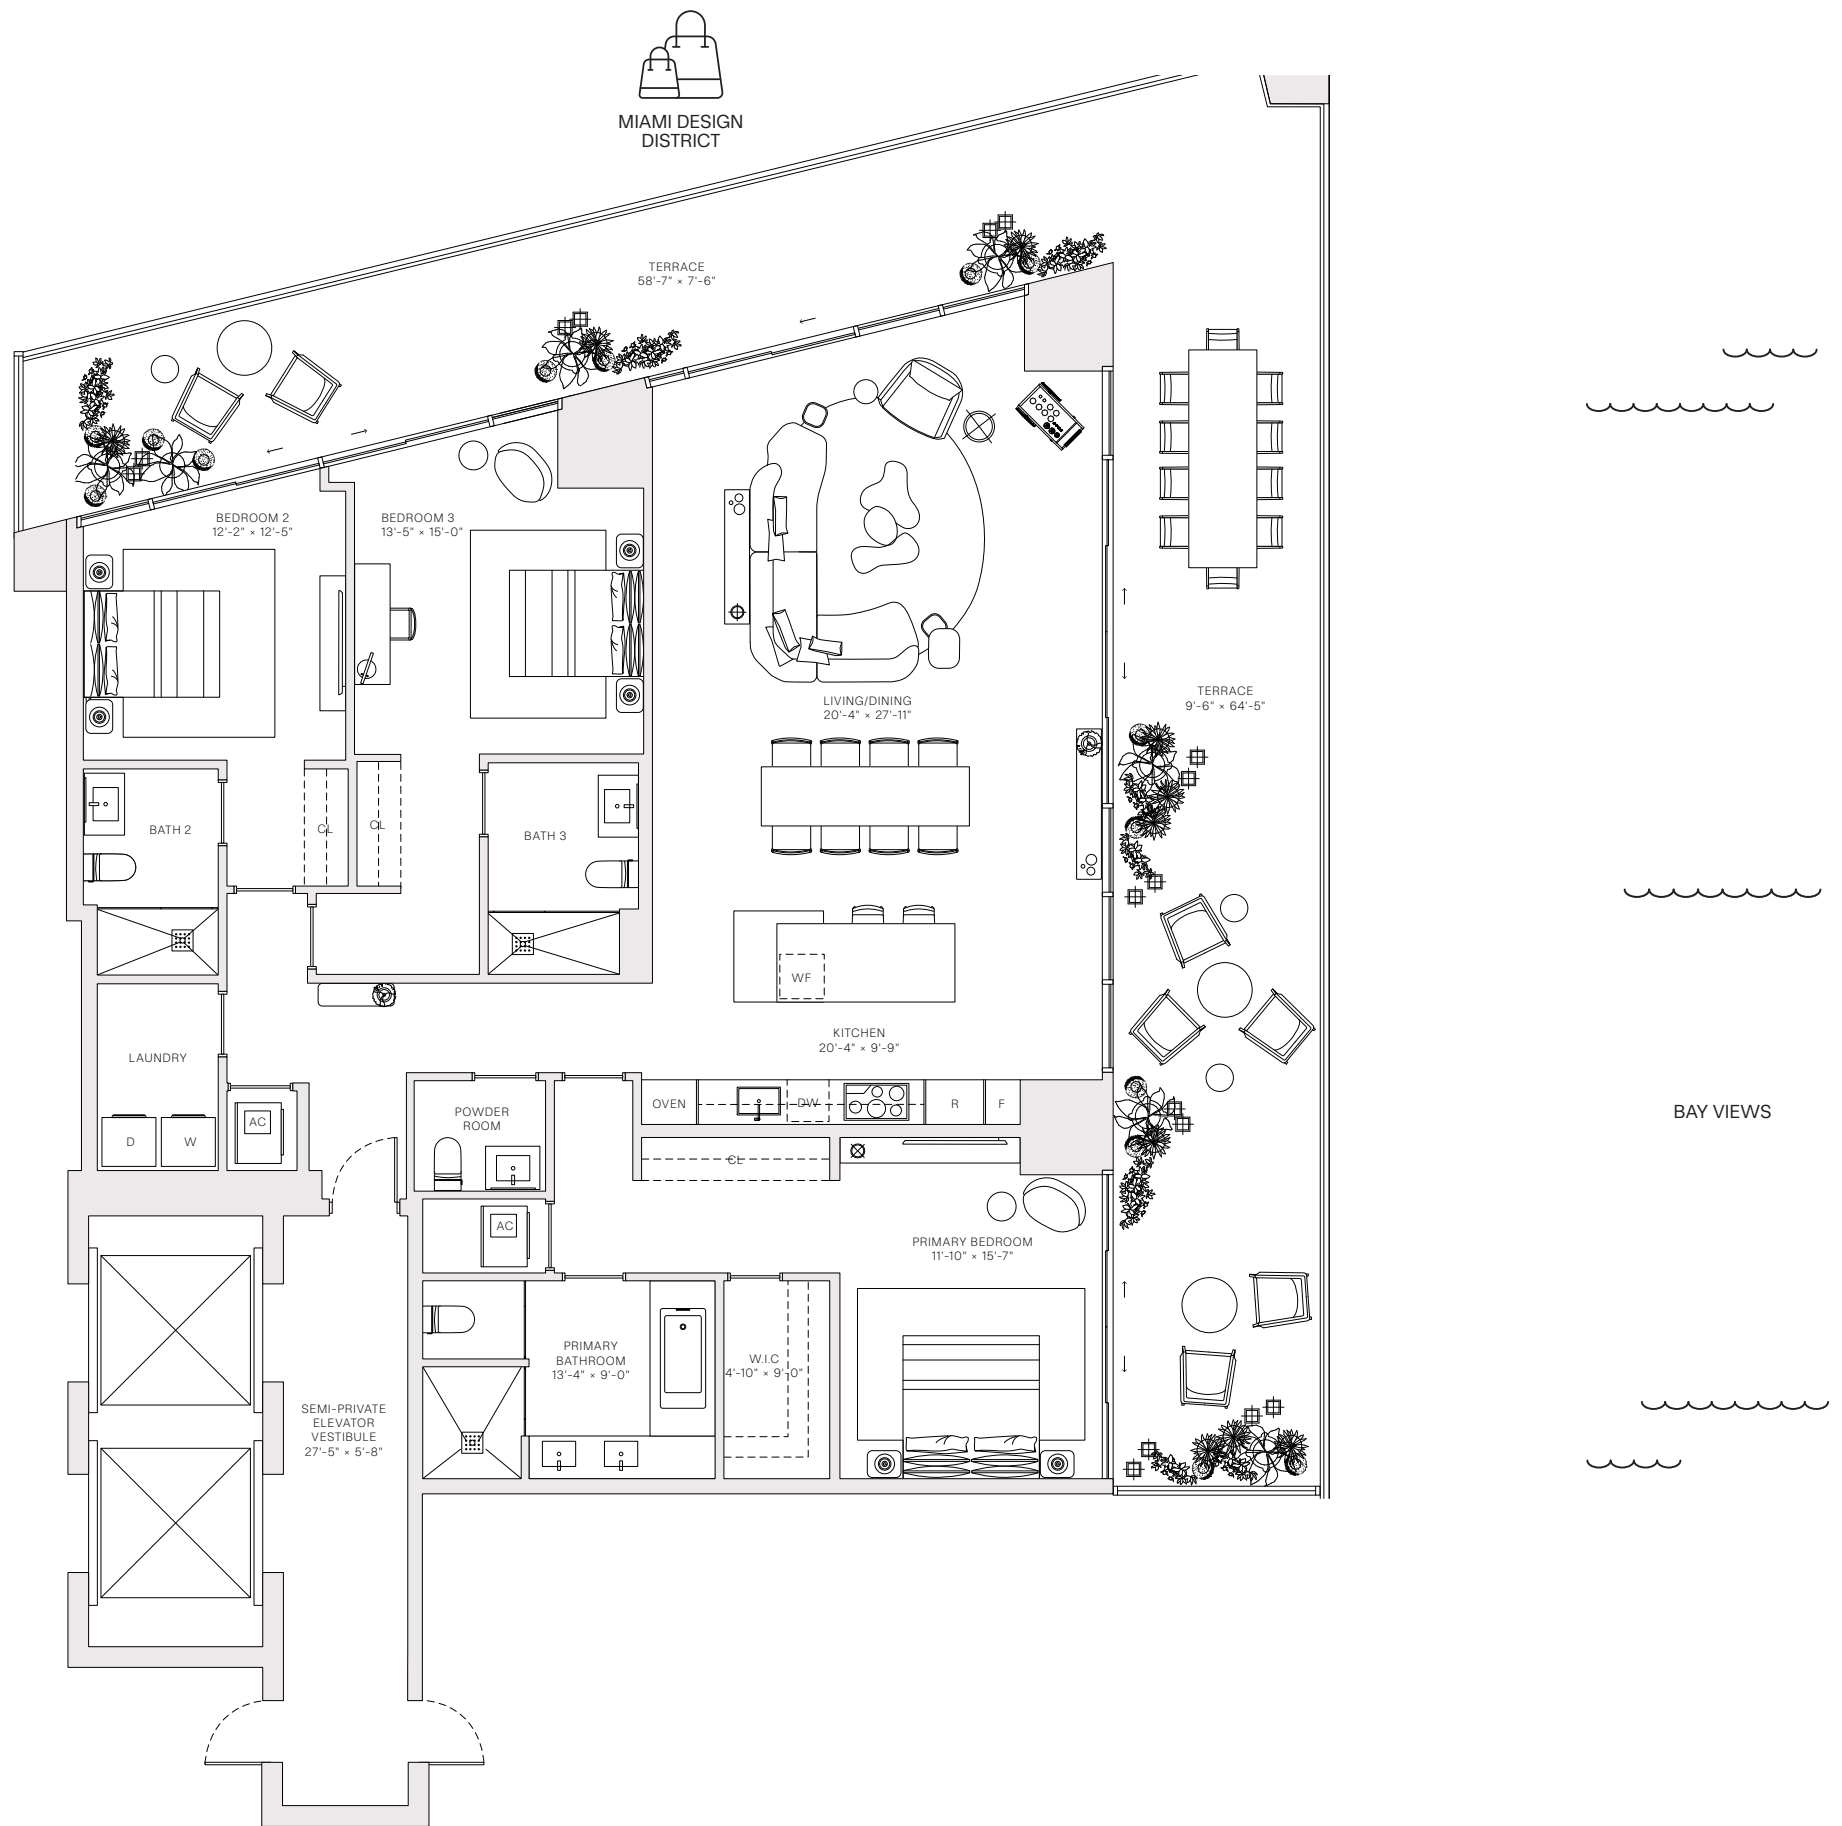 MIAMI DESIGN
DISTRICT
TERRACE
58'-7" × 7'-6"
BEDROOM 2
12'-2" × 12'-5"
BEDROOM 3
13'-5" × 15'-0"
LIVING/DINING
20'-4" × 27'-11"
TERRACE
9'-6" × 64'-5"
BATH 2
CL
CL
BATH 3
WF
KITCHEN
20'-4" × 9'-9"
LAUNDRY
D
W
AC
POWDER
ROOM
OVEN
DW
R
F
BAY VIEWS
CL
AC
PRIMARY BEDROOM
11'-10" × 15'-7"
PRIMARY
BATHROOM
13'-4" × 9'-0"
W.I.C
4'-10" × 9'-0"
SEMI-PRIVATE
ELEVATOR
VESTIBULE
27'-5" × 5'-8"